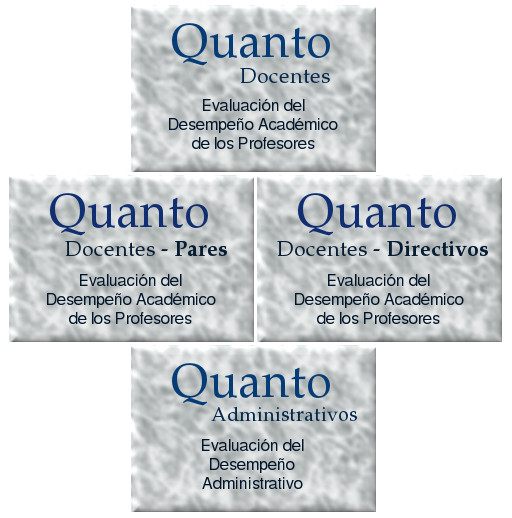 Quanto
Docentes
Evaluación del
Desempeño Académico
de los Profesores
Quanto
Docentes - Pares
Evaluación del
Desempeño Académico
de los Profesores
Quanto
Docentes - Directivos
Evaluación del
Desempeño Académico
de los Profesores
Quanto
Administrativos
Evaluación del
Desempeño
Administrativo